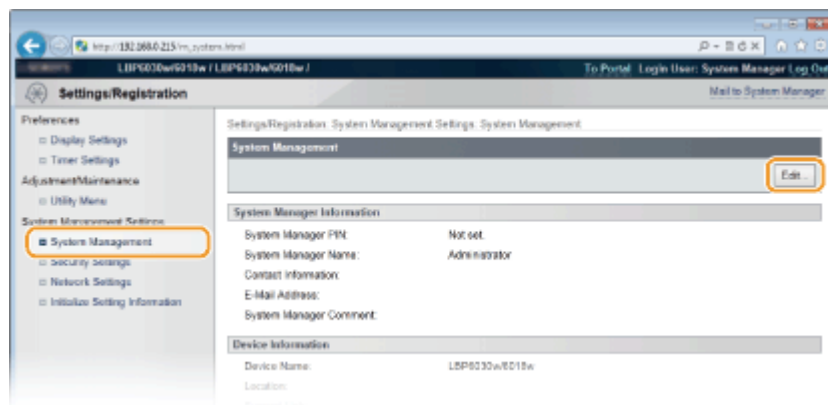 http://192.168.0.215/m_system.html
LBP6030w/6018w / LBP6030w/6018w /
To Portal Login User: System Manager Log Out
Settings/Registration
Mail to System Manager
Preferences
Display Settings
Timer Settings
Adjustment/Maintenance
Utility Menu
System Management Settings
System Management
Security Settings
Network Settings
Initialize Setting Information
Settings/Registration: System Management Settings: System Management
System Management
Edit...
System Manager Information
System Manager PIN: Not set.
System Manager Name: Administrator
Contact Information:
E-Mail Address:
System Manager Comment:
Device Information
Device Name: LBP6030w/6018w
Location: